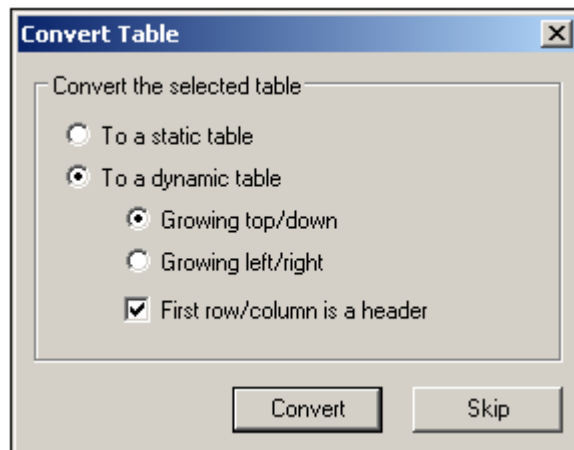 Convert Table
Convert the selected table
To a static table
To a dynamic table
Growing top/down
Growing left/right
First row/column is a header
Convert
Skip